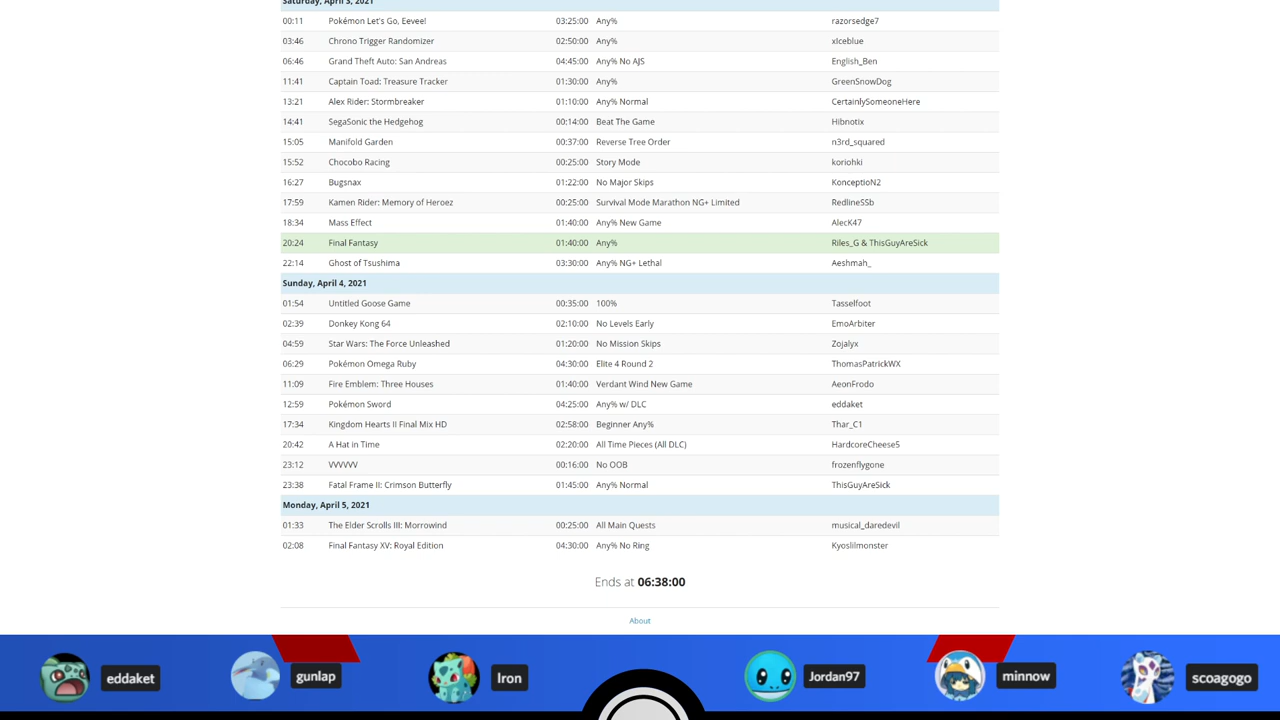 Saturday, April 3, 2021
00:11 Pokémon Let's Go, Eevee! 03:25:00 Any% razorsedge7
03:46 Chrono Trigger Randomizer 02:50:00 Any% xIceblue
06:46 Grand Theft Auto: San Andreas 04:45:00 Any% No AJS English_Ben
11:41 Captain Toad: Treasure Tracker 01:30:00 Any% GreenSnowDog
13:21 Alex Rider: Stormbreaker 01:10:00 Any% Normal CertainlySomeoneHere
14:41 SegaSonic the Hedgehog 00:14:00 Beat The Game Hibnotix
15:05 Manifold Garden 00:37:00 Reverse Tree Order n3rd_squared
15:52 Chocobo Racing 00:25:00 Story Mode koriohki
16:27 Bugsnax 01:22:00 No Major Skips KonceptioN2
17:59 Kamen Rider: Memory of Heroez 00:25:00 Survival Mode Marathon NG+ Limited RedlineSSb
18:34 Mass Effect 01:40:00 Any% New Game AlecK47
20:24 Final Fantasy 01:40:00 Any% Riles_G & ThisGuyAreSick
22:14 Ghost of Tsushima 03:30:00 Any% NG+ Lethal Aeshmah_
Sunday, April 4, 2021
01:54 Untitled Goose Game 00:35:00 100% Tasselfoot
02:39 Donkey Kong 64 02:10:00 No Levels Early EmoArbiter
04:59 Star Wars: The Force Unleashed 01:20:00 No Mission Skips Zojalyx
06:29 Pokémon Omega Ruby 04:30:00 Elite 4 Round 2 ThomasPatrickWX
11:09 Fire Emblem: Three Houses 01:40:00 Verdant Wind New Game AeonFrodo
12:59 Pokémon Sword 04:25:00 Any% w/ DLC eddaket
17:34 Kingdom Hearts II Final Mix HD 02:58:00 Beginner Any% Thar_C1
20:42 A Hat in Time 02:20:00 All Time Pieces (All DLC) HardcoreCheese5
23:12 VVVVVV 00:16:00 No OOB frozenflygone
23:38 Fatal Frame II: Crimson Butterfly 01:45:00 Any% Normal ThisGuyAreSick
Monday, April 5, 2021
01:33 The Elder Scrolls III: Morrowind 00:25:00 All Main Quests musical_daredevil
02:08 Final Fantasy XV: Royal Edition 04:30:00 Any% No Ring Kyoslilmonster
Ends at 06:38:00
About
eddaket gunlap Iron Jordan97 minnow scoagogo